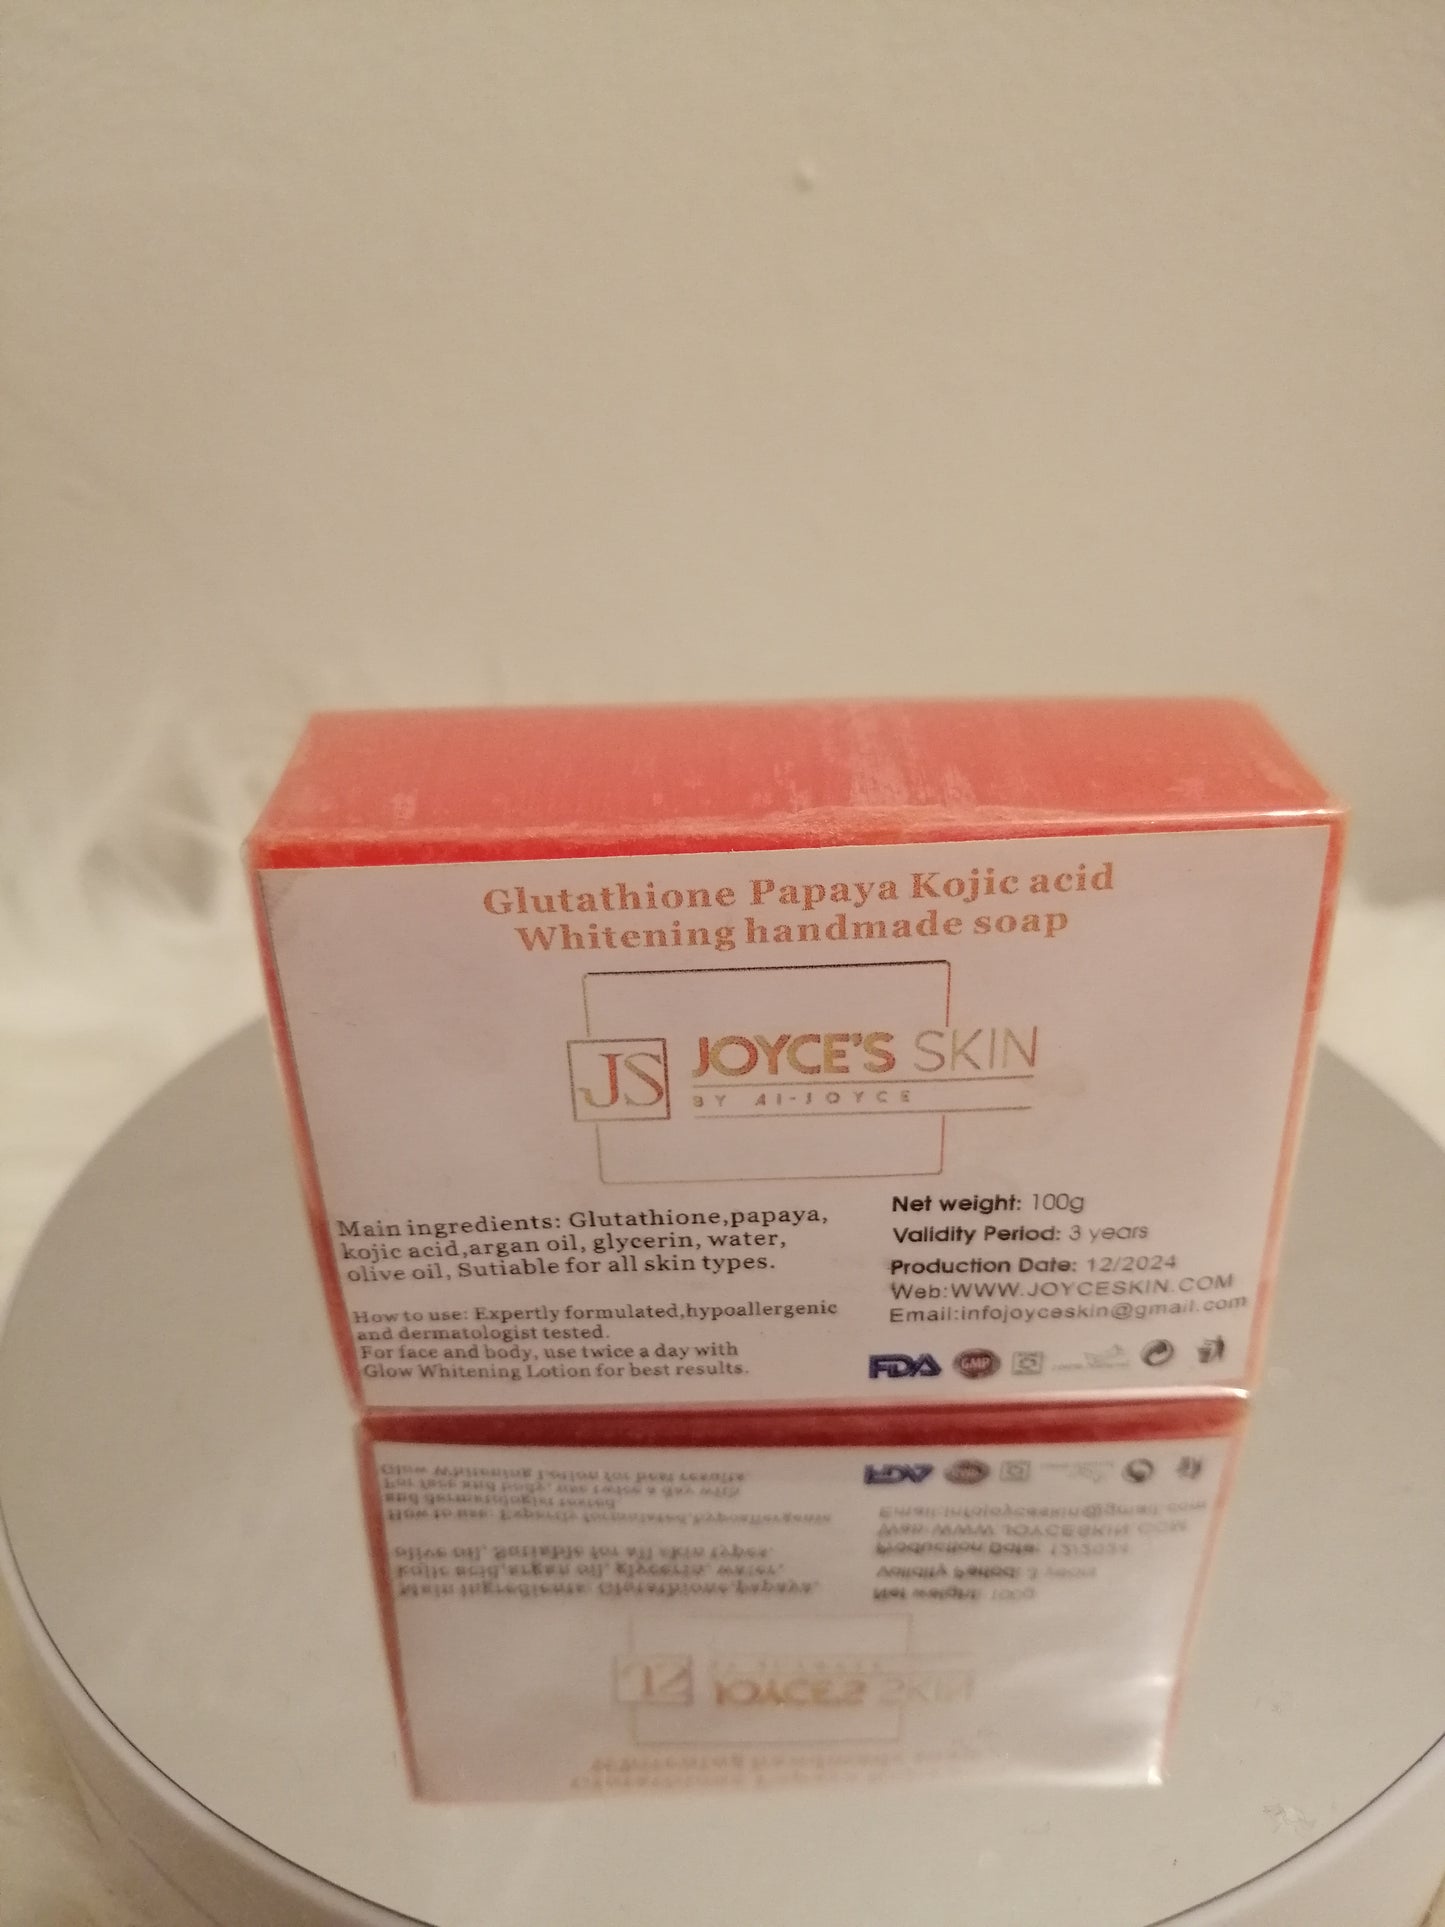 Glutathione Papaya Kojic acid
Whitening handmade soap
JS
JOYCE'S SKIN
BY AI-JOYCE
Main ingredients: Glutathione,papaya,
kojic acid,argan oil, glycerin, water,
olive oil, Sutiable for all skin types.
How to use: Expertly formulated,hypoallergenic
and dermatologist tested.
For face and body, use twice a day with
Glow Whitening Lotion for best results.
Net weight: 100g
Validity Period: 3 years
Production Date: 12/2024
Web:WWW.JOYCESKIN.COM
Email:infojoyceskin@gmail.com
FDA GMP